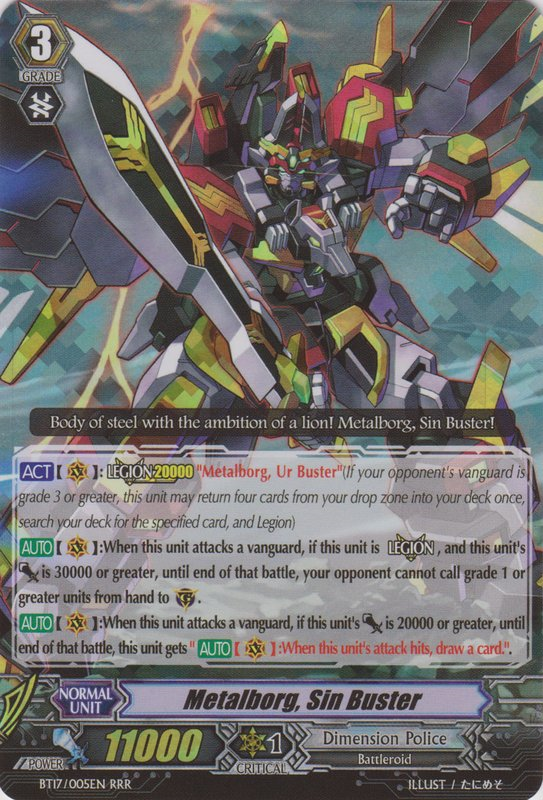 3
GRADE
Body of steel with the ambition of a lion! Metalborg, Sin Buster!
ACT【 】: LEGION 20000 "Metalborg, Ur Buster"(If your opponent's vanguard is
grade 3 or greater, this unit may return four cards from your drop zone into your deck once,
search your deck for the specified card, and Legion)
AUTO【 】:When this unit attacks a vanguard, if this unit is LEGION, and this unit's
is 30000 or greater, until end of that battle, your opponent cannot call grade 1 or
greater units from hand to G.
AUTO【 】:When this unit attacks a vanguard, if this unit's is 20000 or greater, until
end of that battle, this unit gets " AUTO【 】:When this unit's attack hits, draw a card.".
NORMAL
UNIT
Metalborg, Sin Buster
POWER
11000
1
CRITICAL
Dimension Police
Battleroid
BT17/005EN RRR
ILLUST / たにめそ